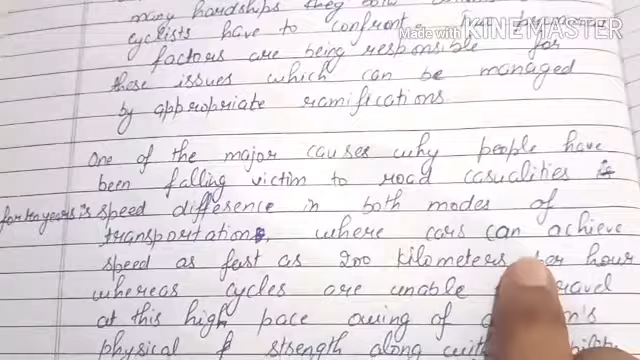 many hardships they
Made with KINEMASTER
cyclists have to confront
factors are being responsible for
these issues which can be managed
by appropriate ramifications
One of the major causes why people have
been falling victim to road casualities
for ten years is speed difference in both modes of
transportation, where cars can achieve
speed as fast as 200 kilometers per hour
whereas cycles are unable travel
at this high pace owing of
physical strength along